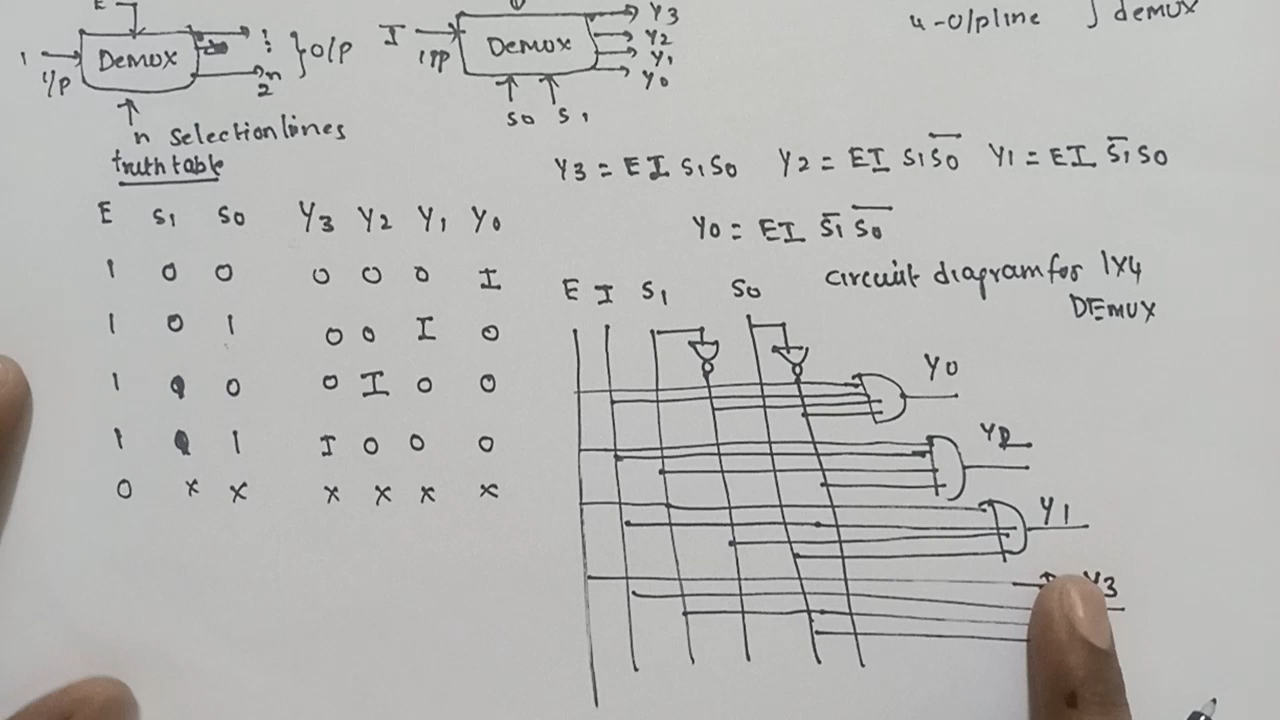 E
4-O/pline } demux
1 I/p Demux : 2^n } O/p
I I/p Demux Y3 Y2 Y1 Y0
S0 S1
n Selectionlines
truth table
Y3 = EI S1S0 Y2 = EI S1S̅0̅ Y1 = EI S̅1S0
Y0 = EI S̅1 S̅0̅
circuit diagram for 1x4
DEMUX
E S1 S0 Y3 Y2 Y1 Y0
1 0 0 0 0 0 I
1 0 1 0 0 I 0
1 0 0 I 0 0
1 1 I 0 0 0
0 x x x x x x
E I S1 S0
Y0
Y2
Y1
Y3